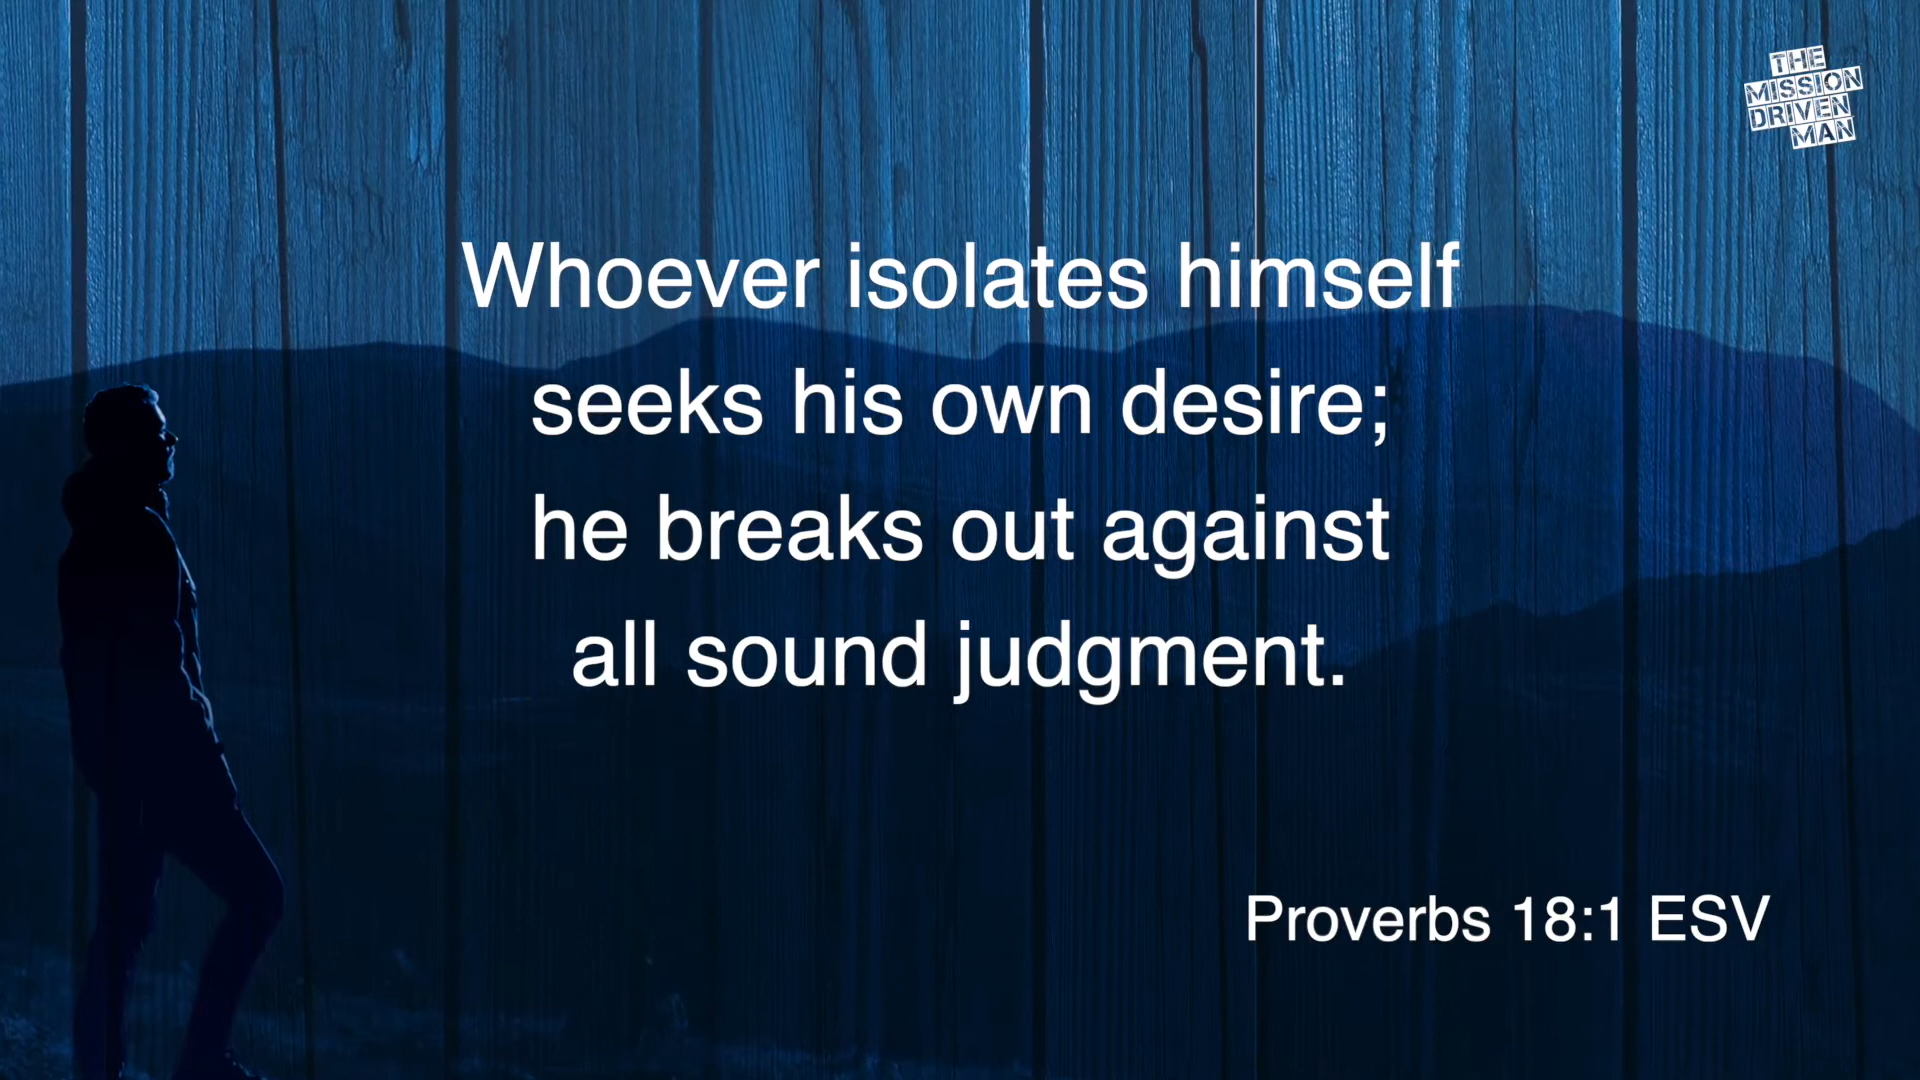 THE
MISSION
DRIVEN
MAN
Whoever isolates himself
seeks his own desire;
he breaks out against
all sound judgment.
Proverbs 18:1 ESV